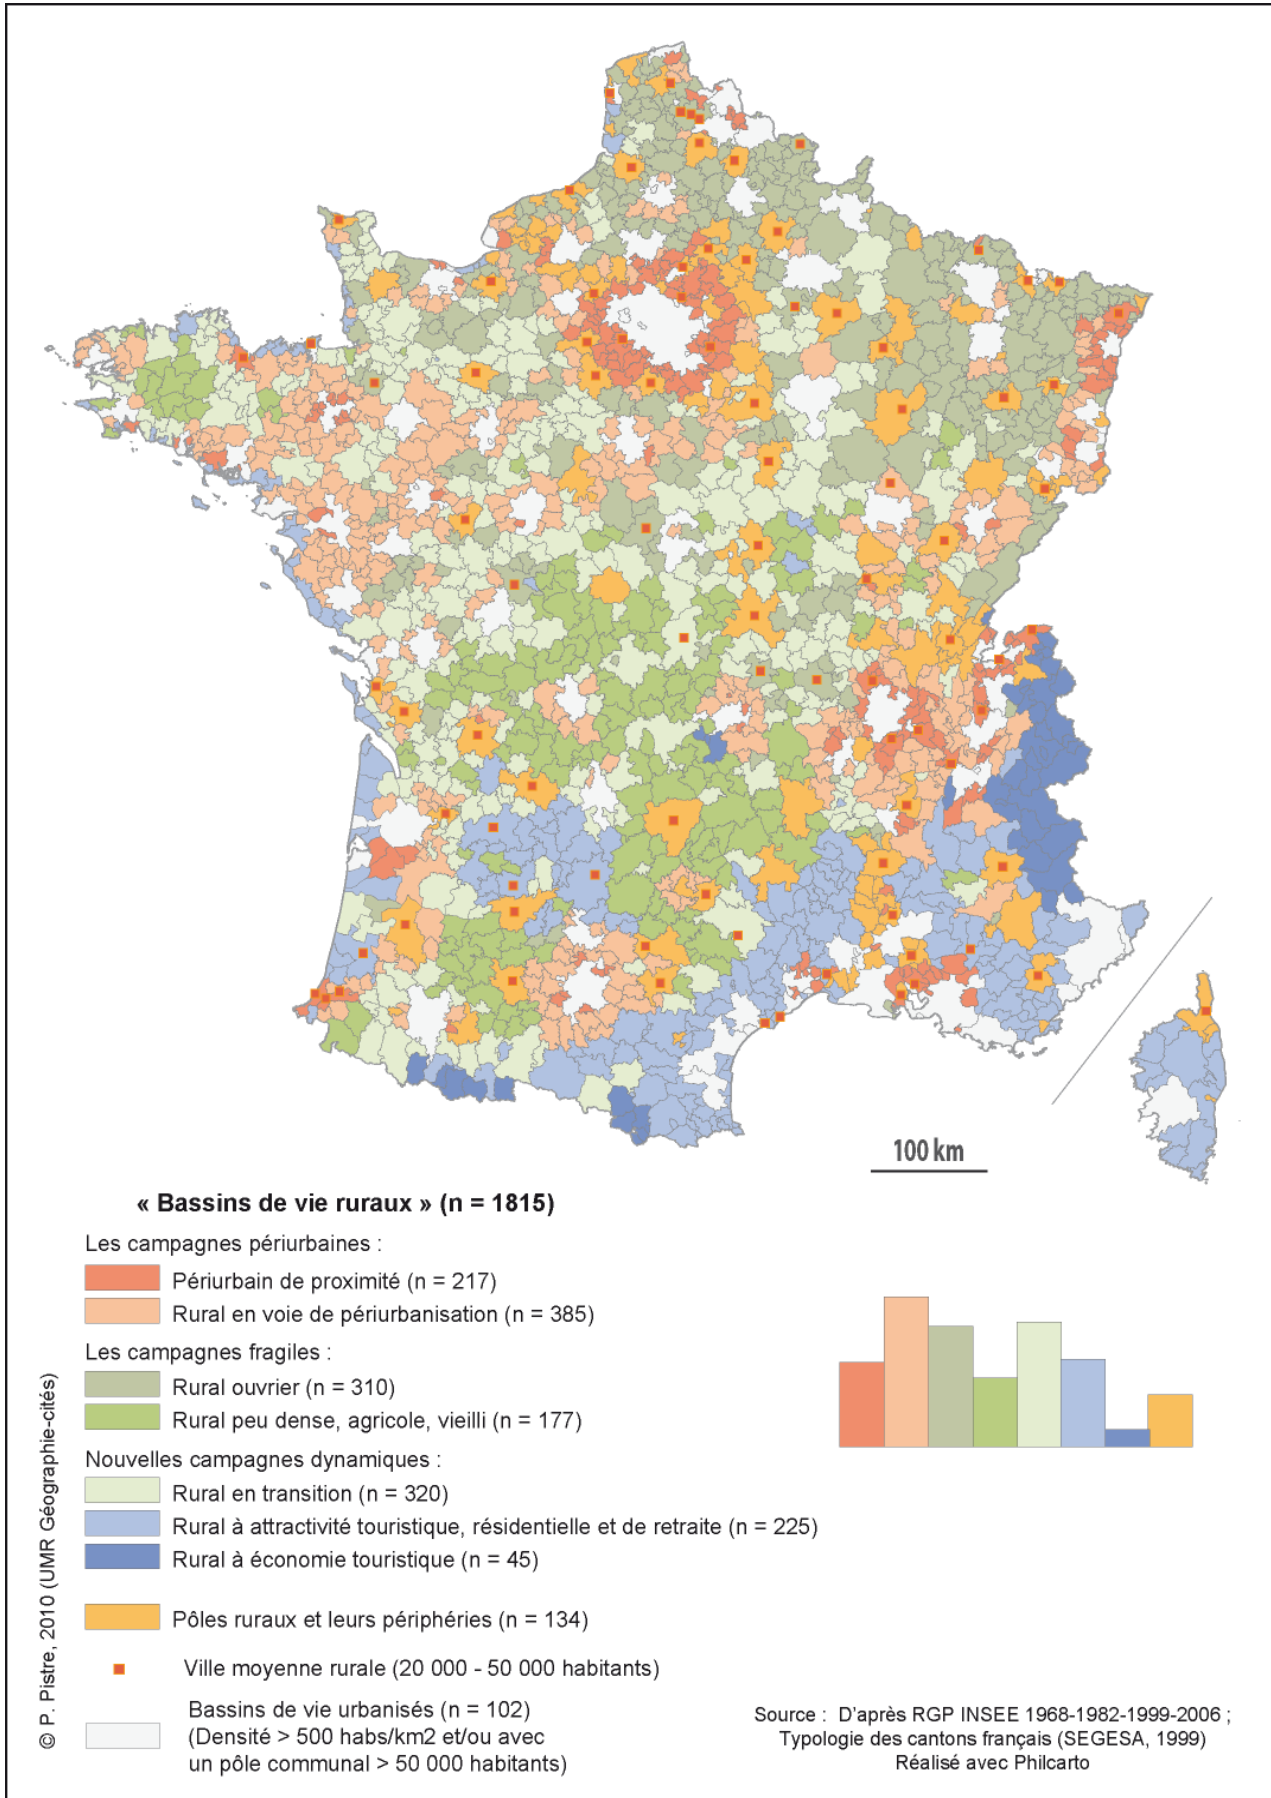 100 km
« Bassins de vie ruraux » (n = 1815)
Les campagnes périurbaines :
Périurbain de proximité (n = 217)
Rural en voie de périurbanisation (n = 385)
Les campagnes fragiles :
Rural ouvrier (n = 310)
Rural peu dense, agricole, vieilli (n = 177)
Nouvelles campagnes dynamiques :
Rural en transition (n = 320)
Rural à attractivité touristique, résidentielle et de retraite (n = 225)
Rural à économie touristique (n = 45)
Pôles ruraux et leurs périphéries (n = 134)
Ville moyenne rurale (20 000 - 50 000 habitants)
Bassins de vie urbanisés (n = 102)
(Densité > 500 habs/km2 et/ou avec
un pôle communal > 50 000 habitants)
© P. Pistre, 2010 (UMR Géographie-cités)
Source : D'après RGP INSEE 1968-1982-1999-2006 ;
Typologie des cantons français (SEGESA, 1999)
Réalisé avec Philcarto